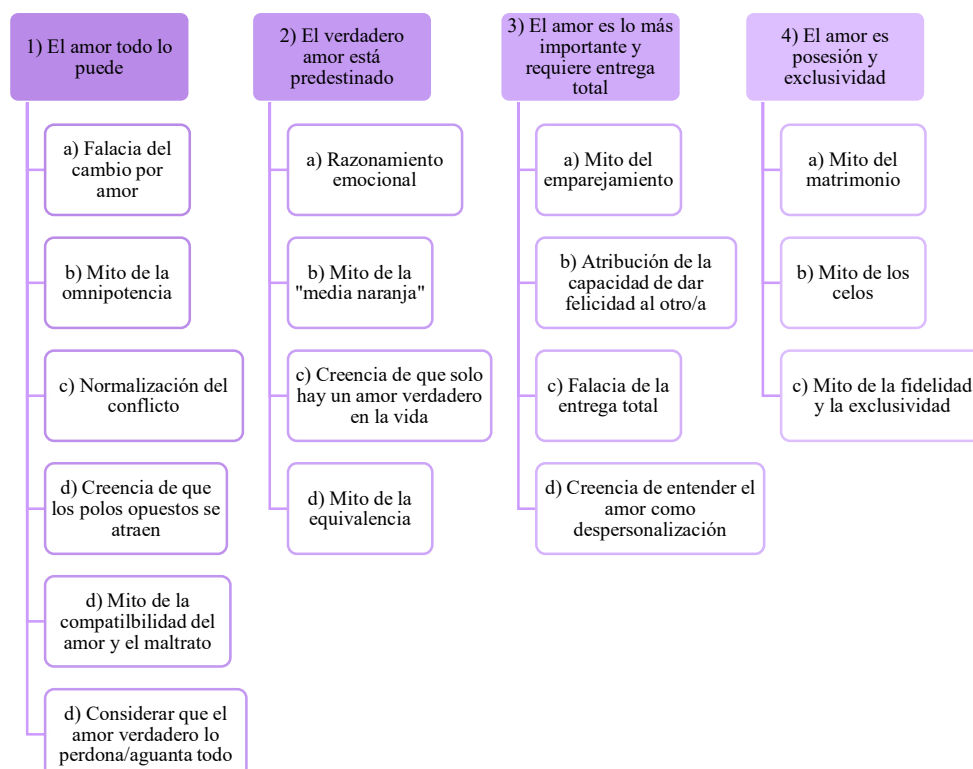 1) El amor todo lo
puede
a) Falacia del
cambio por
amor
b) Mito de la
omnipotencia
c) Normalización del
conflicto
d) Creencia de que
los polos opuestos se
atraen
d) Mito de la
compatilbilidad del
amor y el maltrato
d) Considerar que el
amor verdadero lo
perdona/aguanta todo
2) El verdadero
amor está
predestinado
a) Razonamiento
emocional
b) Mito de la
"media naranja"
c) Creencia de que solo
hay un amor verdadero
en la vida
d) Mito de la
equivalencia
3) El amor es lo más
importante y
requiere entrega
total
a) Mito del
emparejamiento
b) Atribución de la
capacidad de dar
felicidad al otro/a
c) Falacia de la
entrega total
d) Creencia de entender el
amor como
despersonalización
4) El amor es
posesión y
exclusividad
a) Mito del
matrimonio
b) Mito de los
celos
c) Mito de la fidelidad
y la exclusividad